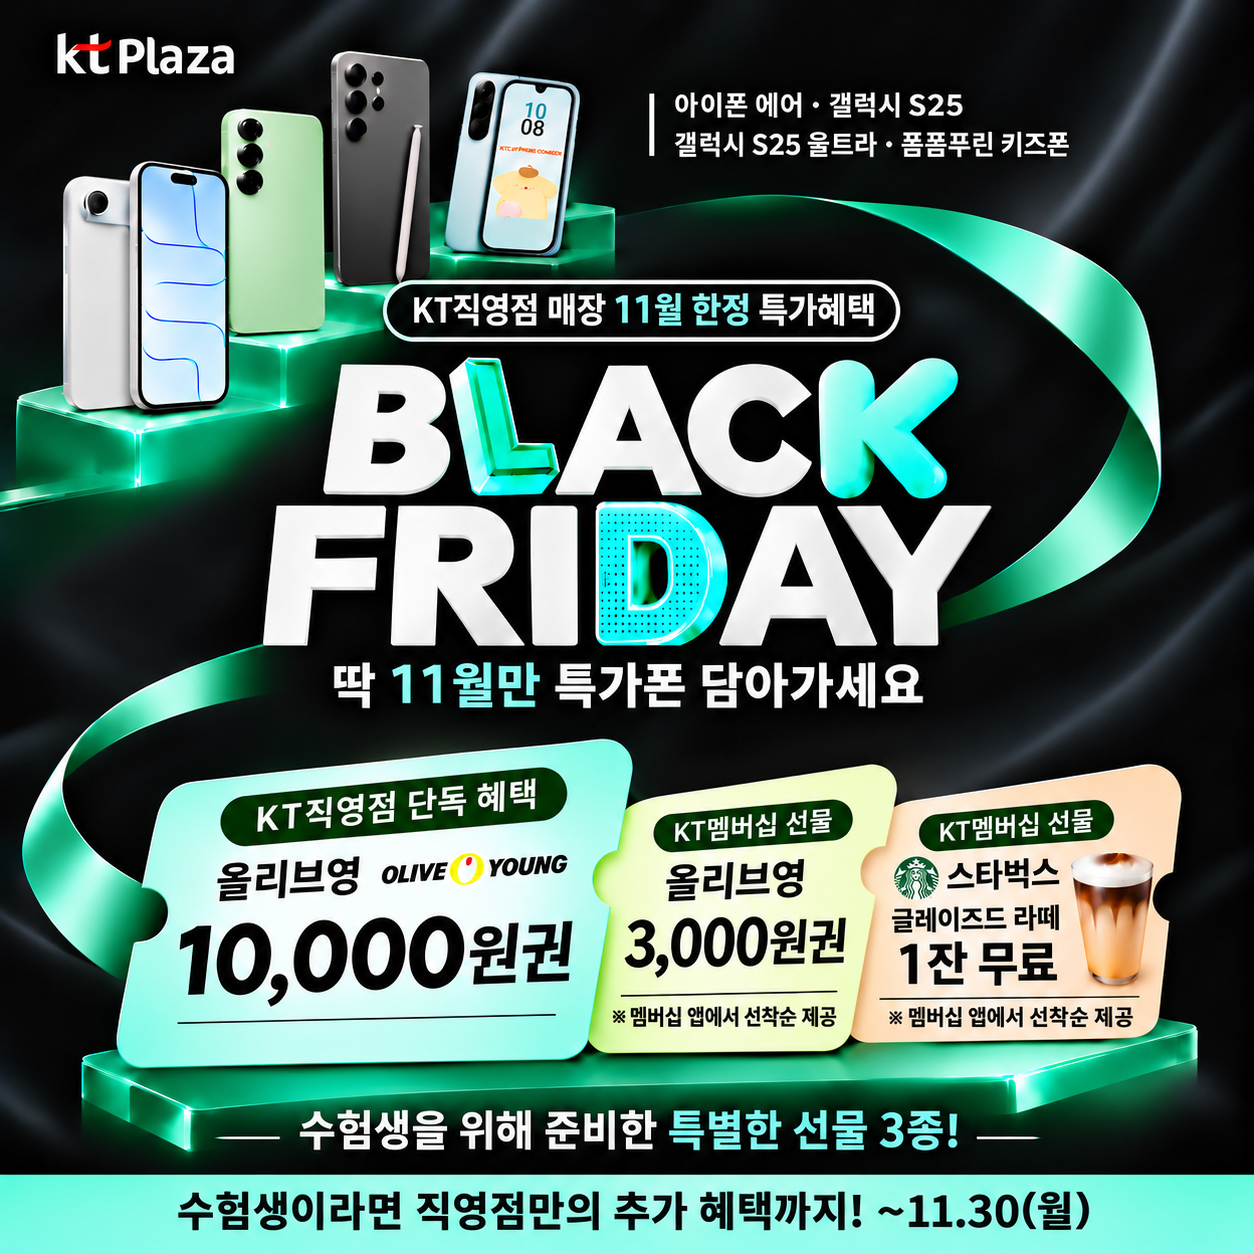 kt Plaza
아이폰 에어 · 갤럭시 S25
갤럭시 S25 울트라 · 폼폼푸린 키즈폰
10
08
KT직영점 매장 11월 한정 특가혜택
BLACK
FRIDAY
딱 11월만 특가폰 담아가세요
KT직영점 단독 혜택
올리브영 OLIVE YOUNG
10,000원권
KT멤버십 선물
올리브영
3,000원권
※ 멤버십 앱에서 선착순 제공
KT멤버십 선물
스타벅스
글레이즈드 라떼
1잔 무료
※ 멤버십 앱에서 선착순 제공
수험생을 위해 준비한 특별한 선물 3종!
수험생이라면 직영점만의 추가 혜택까지! ~11.30(월)